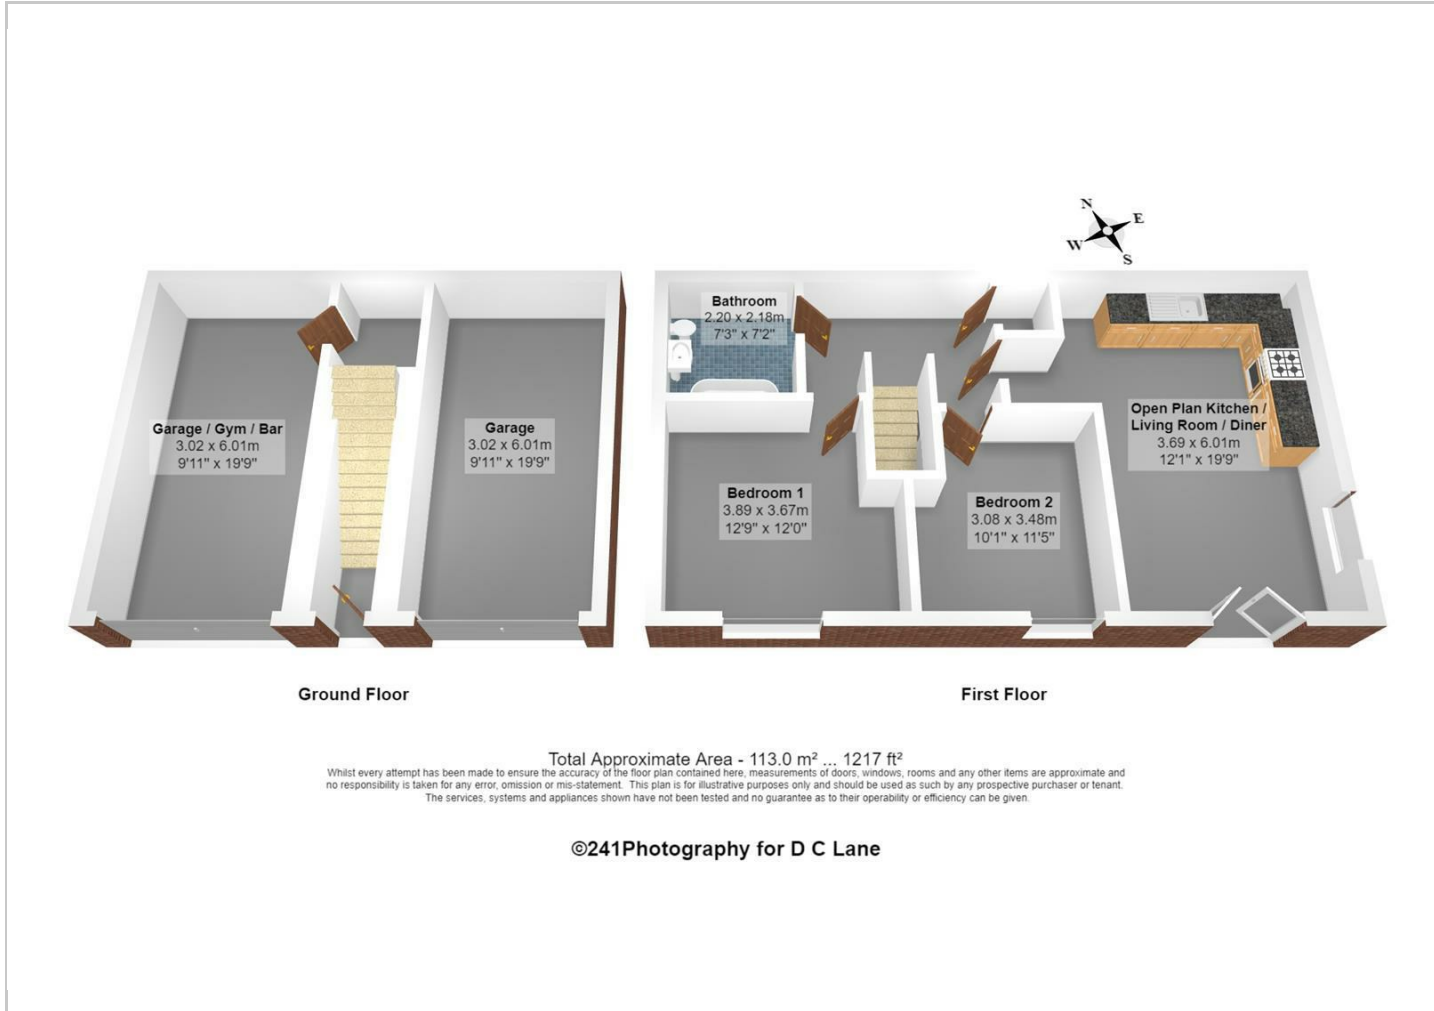 N
E
W
S
Bathroom
2.20 x 2.18m
7'3" x 7'2"
Garage / Gym / Bar
3.02 x 6.01m
9'11" x 19'9"
Garage
3.02 x 6.01m
9'11" x 19'9"
Bedroom 1
3.89 x 3.67m
12'9" x 12'0"
Bedroom 2
3.08 x 3.48m
10'1" x 11'5"
Open Plan Kitchen /
Living Room / Diner
3.69 x 6.01m
12'1" x 19'9"
Ground Floor
First Floor
Total Approximate Area - 113.0 m² ... 1217 ft²
Whilst every attempt has been made to ensure the accuracy of the floor plan contained here, measurements of doors, windows, rooms and any other items are approximate and
no responsibility is taken for any error, omission or mis-statement. This plan is for illustrative purposes only and should be used as such by any prospective purchaser or tenant.
The services, systems and appliances shown have not been tested and no guarantee as to their operability or efficiency can be given.
©241Photography for D C Lane